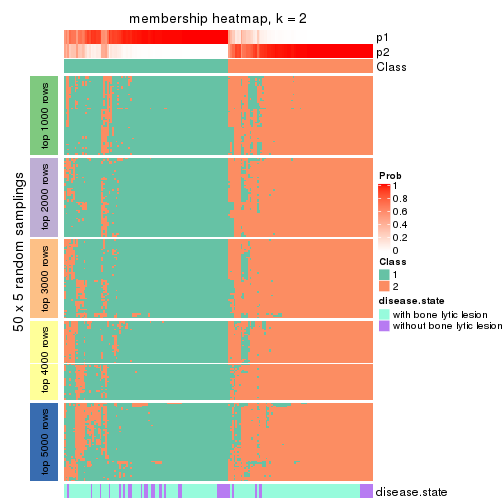 membership heatmap, k = 2
p1
p2
Class
50 x 5 random samplings
top 1000 rows
top 2000 rows
top 3000 rows
top 4000 rows
top 5000 rows
Prob
1
0.8
0.6
0.4
0.2
0
Class
1
2
disease.state
with bone lytic lesion
without bone lytic lesion
disease.state